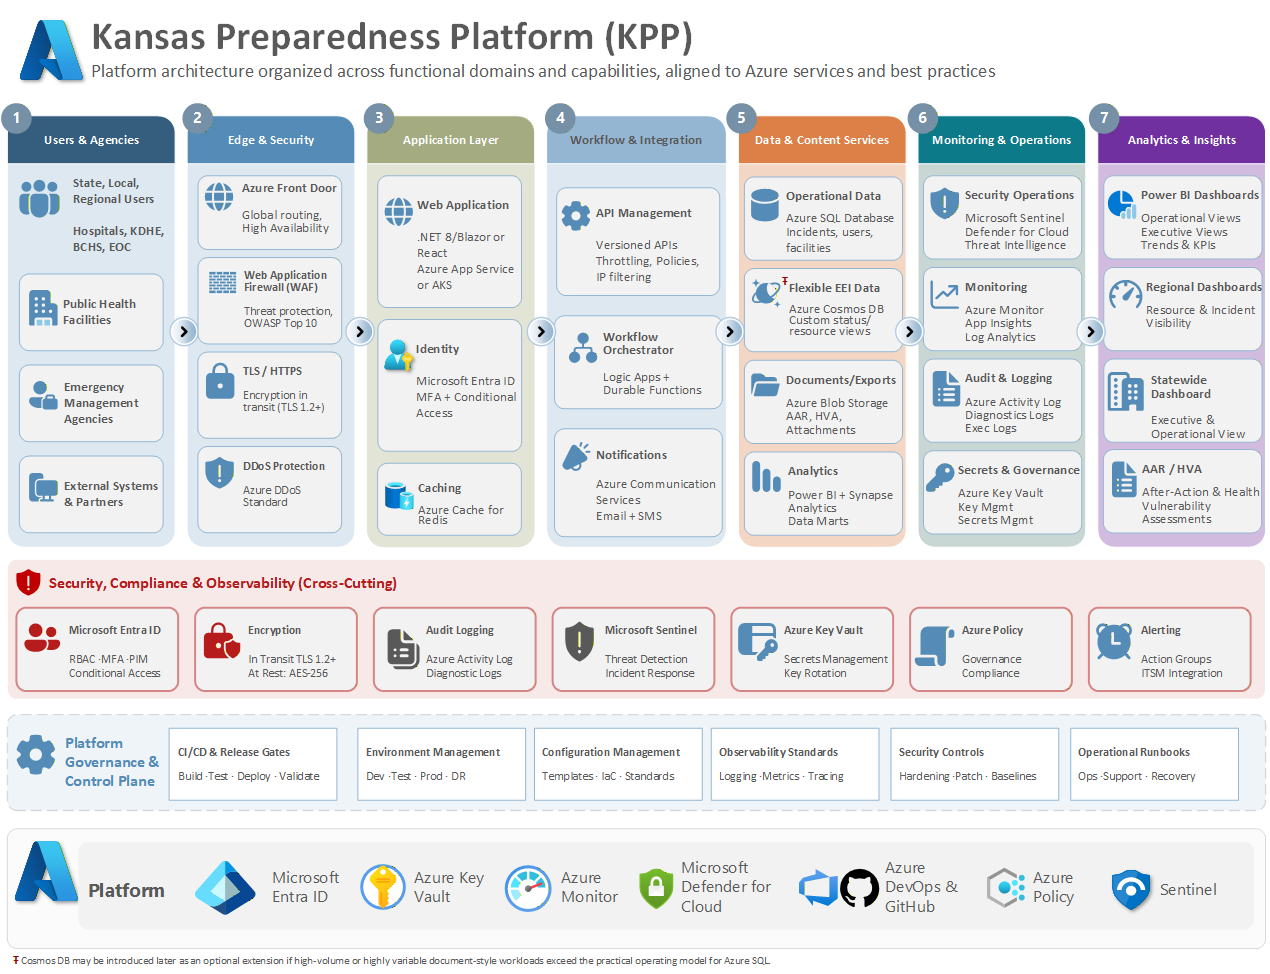 Kansas Preparedness Platform (KPP)
Platform architecture organized across functional domains and capabilities, aligned to Azure services and best practices
1
Users & Agencies
State, Local,
Regional Users
Hospitals, KDHE,
BCHS, EOC
Public Health
Facilities
Emergency
Management
Agencies
External Systems
& Partners
2
Edge & Security
Azure Front Door
Global routing,
High Availability
Web Application
Firewall (WAF)
Threat protection,
OWASP Top 10
TLS / HTTPS
Encryption in
transit (TLS 1.2+)
DDoS Protection
Azure DDoS
Standard
3
Application Layer
Web Application
.NET 8/Blazor or
React
Azure App Service
or AKS
Identity
Microsoft Entra ID
MFA + Conditional
Access
Caching
Azure Cache for
Redis
4
Workflow & Integration
API Management
Versioned APIs
Throttling, Policies,
IP filtering
Workflow
Orchestrator
Logic Apps +
Durable Functions
Notifications
Azure Communication
Services
Email + SMS
5
Data & Content Services
Operational Data
Azure SQL Database
Incidents, users,
facilities
Ŧ Flexible EEI Data
Azure Cosmos DB
Custom status/
resource views
Documents/Exports
Azure Blob Storage
AAR, HVA,
Attachments
Analytics
Power BI + Synapse
Analytics
Data Marts
6
Monitoring & Operations
Security Operations
Microsoft Sentinel
Defender for Cloud
Threat Intelligence
Monitoring
Azure Monitor
App Insights
Log Analytics
Audit & Logging
Azure Activity Log
Diagnostics Logs
Exec Logs
Secrets & Governance
Azure Key Vault
Key Mgmt
Secrets Mgmt
7
Analytics & Insights
Power BI Dashboards
Operational Views
Executive Views
Trends & KPIs
Regional Dashboards
Resource & Incident
Visibility
Statewide
Dashboard
Executive &
Operational View
AAR / HVA
After-Action & Health
Vulnerability
Assessments
Security, Compliance & Observability (Cross-Cutting)
Microsoft Entra ID
RBAC ·MFA ·PIM
Conditional Access
Encryption
In Transit TLS 1.2+
At Rest: AES-256
Audit Logging
Azure Activity Log
Diagnostic Logs
Microsoft Sentinel
Threat Detection
Incident Response
Azure Key Vault
Secrets Management
Key Rotation
Azure Policy
Governance
Compliance
Alerting
Action Groups
ITSM Integration
Platform
Governance &
Control Plane
CI/CD & Release Gates
Build ·Test · Deploy · Validate
Environment Management
Dev ·Test · Prod · DR
Configuration Management
Templates · IaC · Standards
Observability Standards
Logging ·Metrics · Tracing
Security Controls
Hardening ·Patch · Baselines
Operational Runbooks
Ops ·Support · Recovery
Platform
Microsoft
Entra ID
Azure Key
Vault
Azure
Monitor
Microsoft
Defender for
Cloud
Azure
DevOps &
GitHub
Azure
Policy
Sentinel
Ŧ Cosmos DB may be introduced later as an optional extension if high-volume or highly variable document-style workloads exceed the practical operating model for Azure SQL.